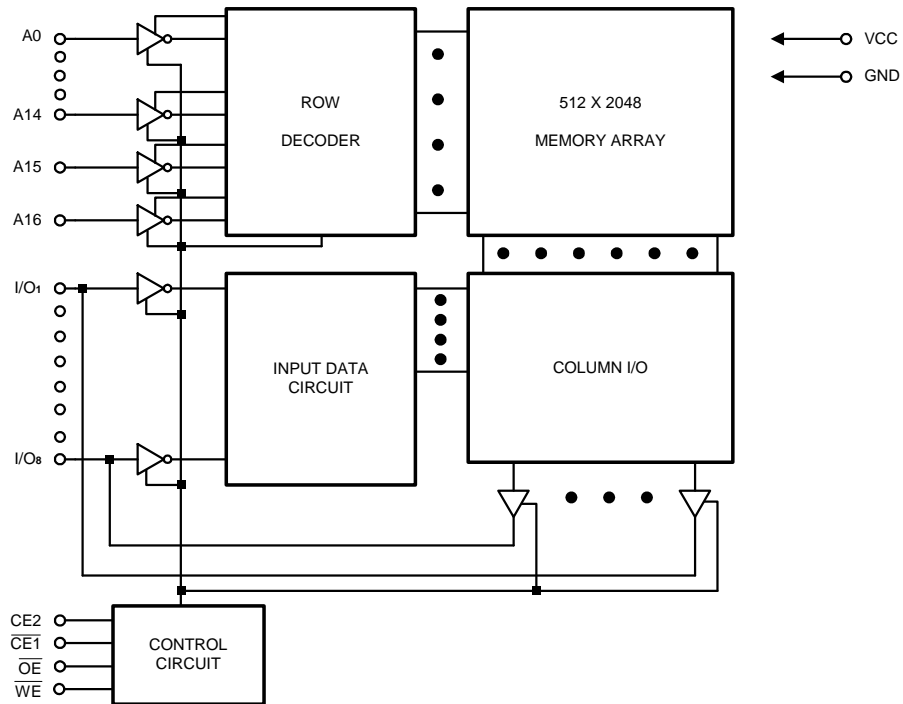 A0
VCC
GND
ROW
DECODER
512 X 2048
MEMORY ARRAY
A14
A15
A16
I/O1
INPUT DATA
CIRCUIT
COLUMN I/O
I/O8
CE2
CE1
OE
WE
CONTROL
CIRCUIT